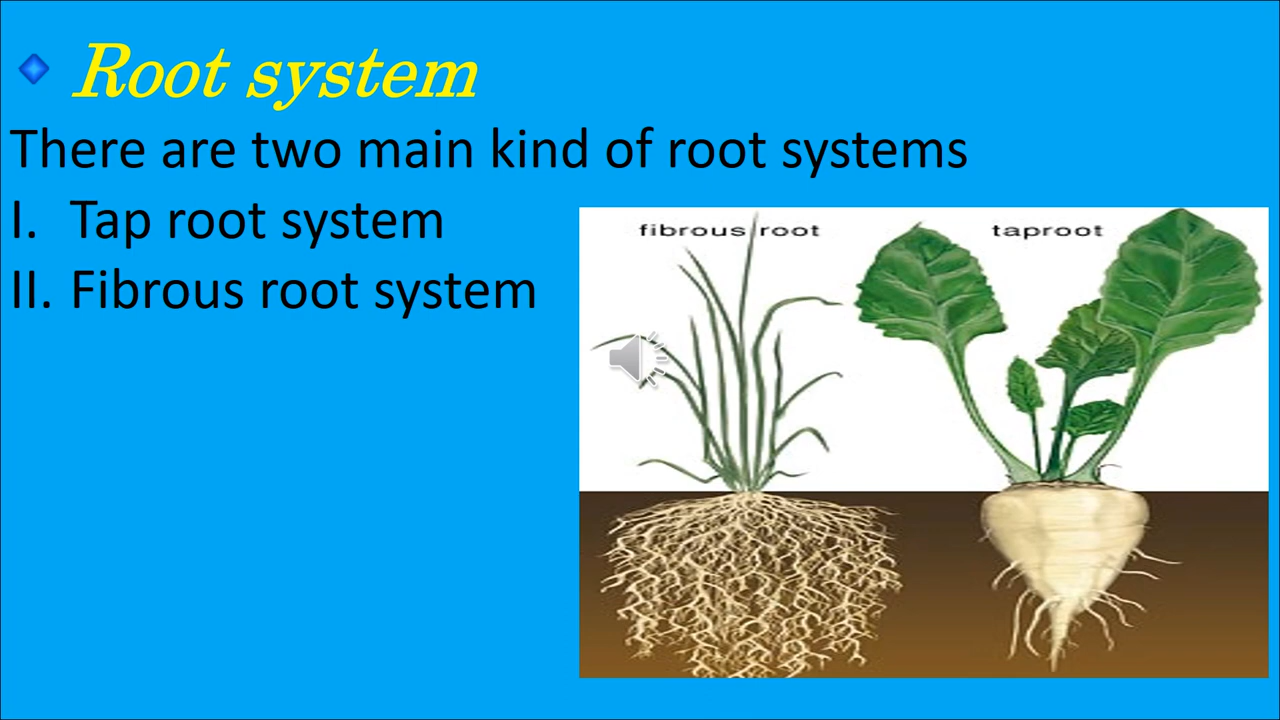 Root system
There are two main kind of root systems
I. Tap root system
II. Fibrous root system
fibrous root
taproot